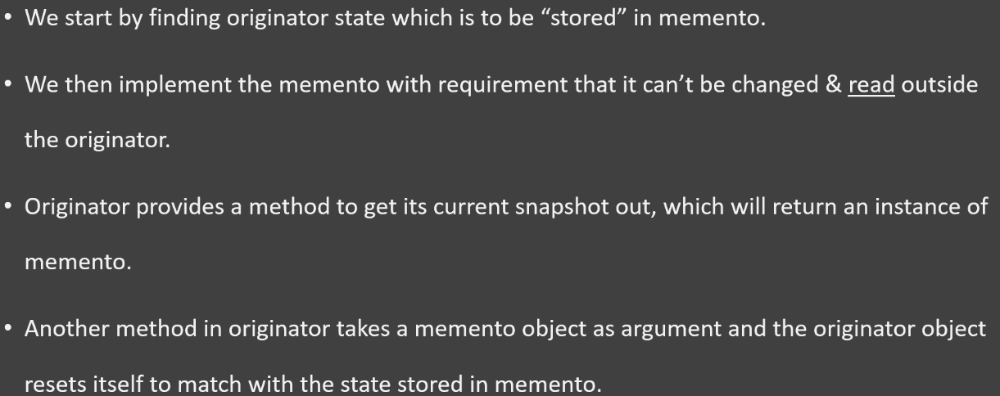 • We start by finding originator state which is to be “stored” in memento.
• We then implement the memento with requirement that it can’t be changed & read outside
the originator.
• Originator provides a method to get its current snapshot out, which will return an instance of
memento.
• Another method in originator takes a memento object as argument and the originator object
resets itself to match with the state stored in memento.